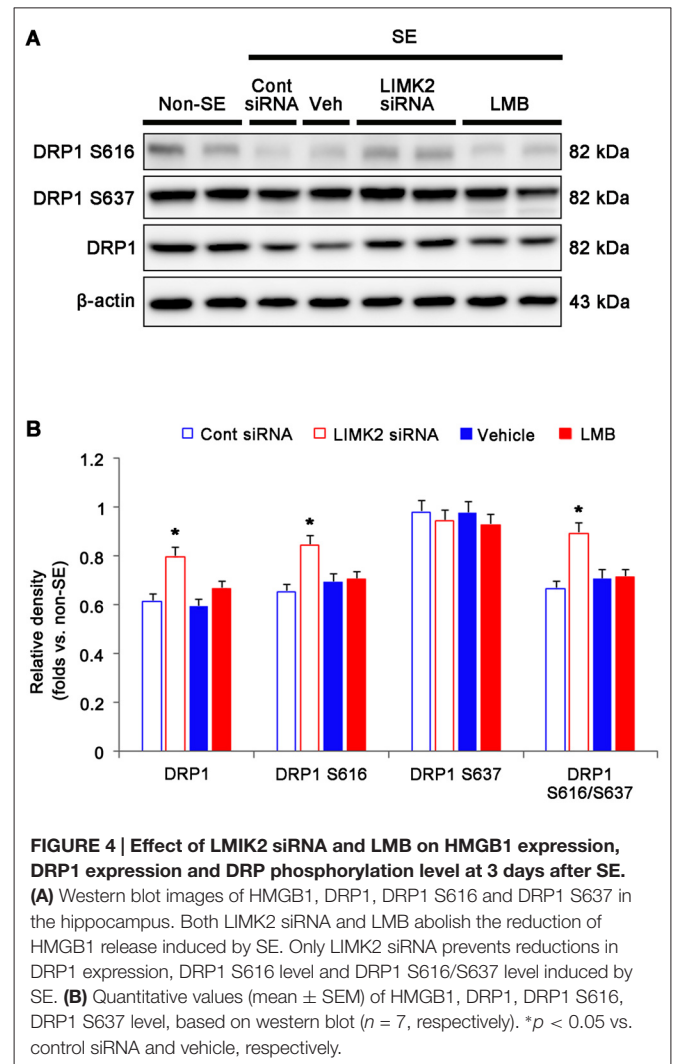 A
SE
Cont LIMK2
Non-SE siRNA Veh siRNA LMB
DRP1 S616 82 kDa
DRP1 S637 82 kDa
DRP1 82 kDa
β-actin 43 kDa
B
Cont siRNA LIMK2 siRNA Vehicle LMB
1.2
1
0.8
0.6
0.4
0.2
0
Relative density
(folds vs. non-SE)
* * *
DRP1 DRP1 S616 DRP1 S637 DRP1
S616/S637
FIGURE 4 | Effect of LMIK2 siRNA and LMB on HMGB1 expression,
DRP1 expression and DRP phosphorylation level at 3 days after SE.
(A) Western blot images of HMGB1, DRP1, DRP1 S616 and DRP1 S637 in
the hippocampus. Both LIMK2 siRNA and LMB abolish the reduction of
HMGB1 release induced by SE. Only LIMK2 siRNA prevents reductions in
DRP1 expression, DRP1 S616 level and DRP1 S616/S637 level induced by
SE. (B) Quantitative values (mean ± SEM) of HMGB1, DRP1, DRP1 S616,
DRP1 S637 level, based on western blot (n = 7, respectively). *p < 0.05 vs.
control siRNA and vehicle, respectively.